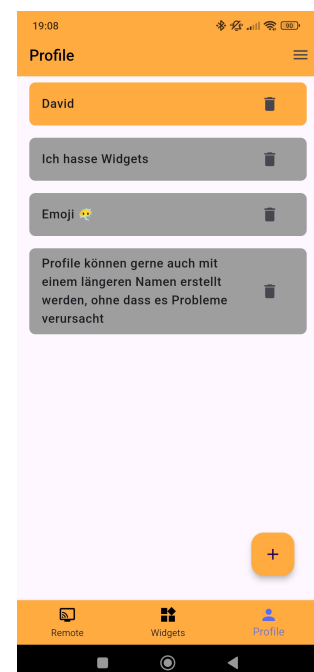 19:08
90
Profile
David
Ich hasse Widgets
Emoji 😶‍🌫️
Profile können gerne auch mit
einem längeren Namen erstellt
werden, ohne dass es Probleme
verursacht
+
Remote
Widgets
Profile